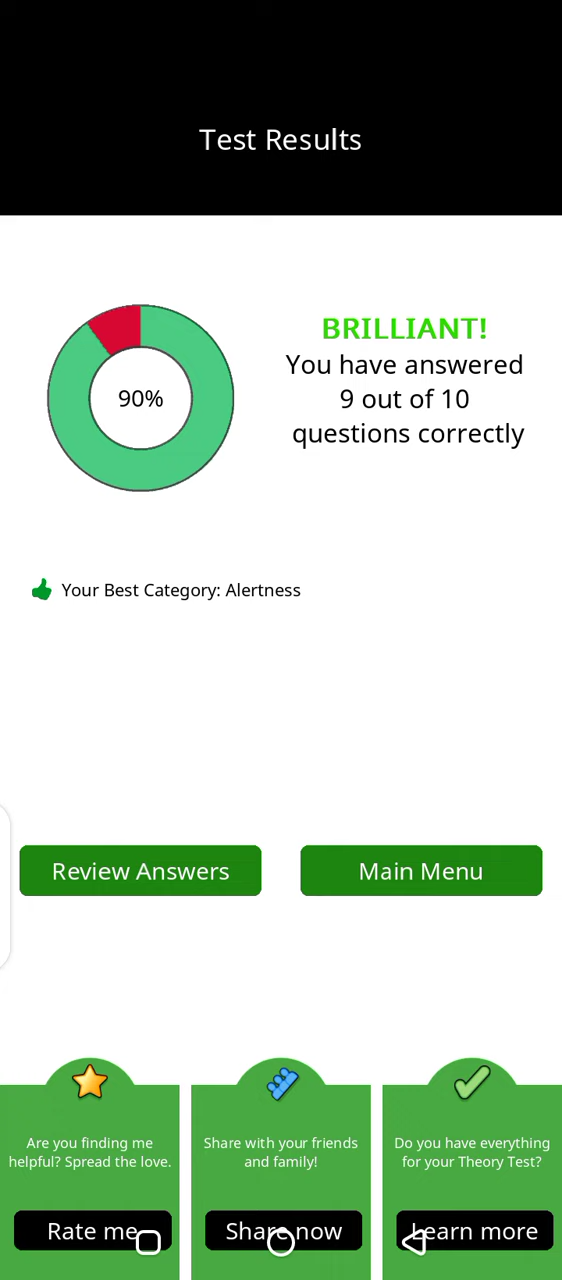 Test Results
90%
BRILLIANT!
You have answered
9 out of 10
questions correctly
Your Best Category: Alertness
Review Answers
Main Menu
Are you finding me
helpful? Spread the love.
Rate me
Share with your friends
and family!
Share now
Do you have everything
for your Theory Test?
Learn more